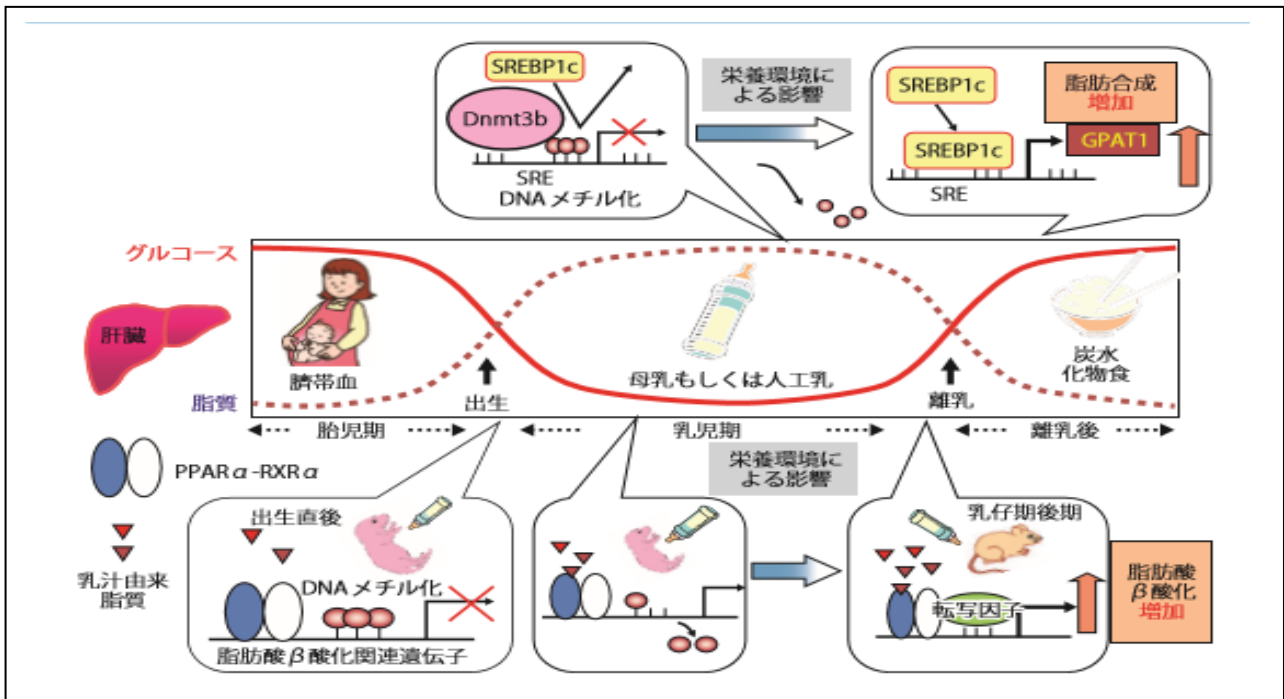 SREBP1c
Dnmt3b
SRE
DNA メチル化
栄養環境に
よる影響
SREBP1c
SREBP1c
SRE
脂肪合成
増加
GPAT1
グルコース
肝臓
脂質
臍帯血
出生
母乳もしくは人工乳
離乳
炭水
化物食
胎児期
乳児期
離乳後
栄養環境に
よる影響
PPARα-RXRα
乳汁由来
脂質
出生直後
DNAメチル化
脂肪酸β酸化関連遺伝子
乳仔期後期
転写因子
脂肪酸
β酸化
増加